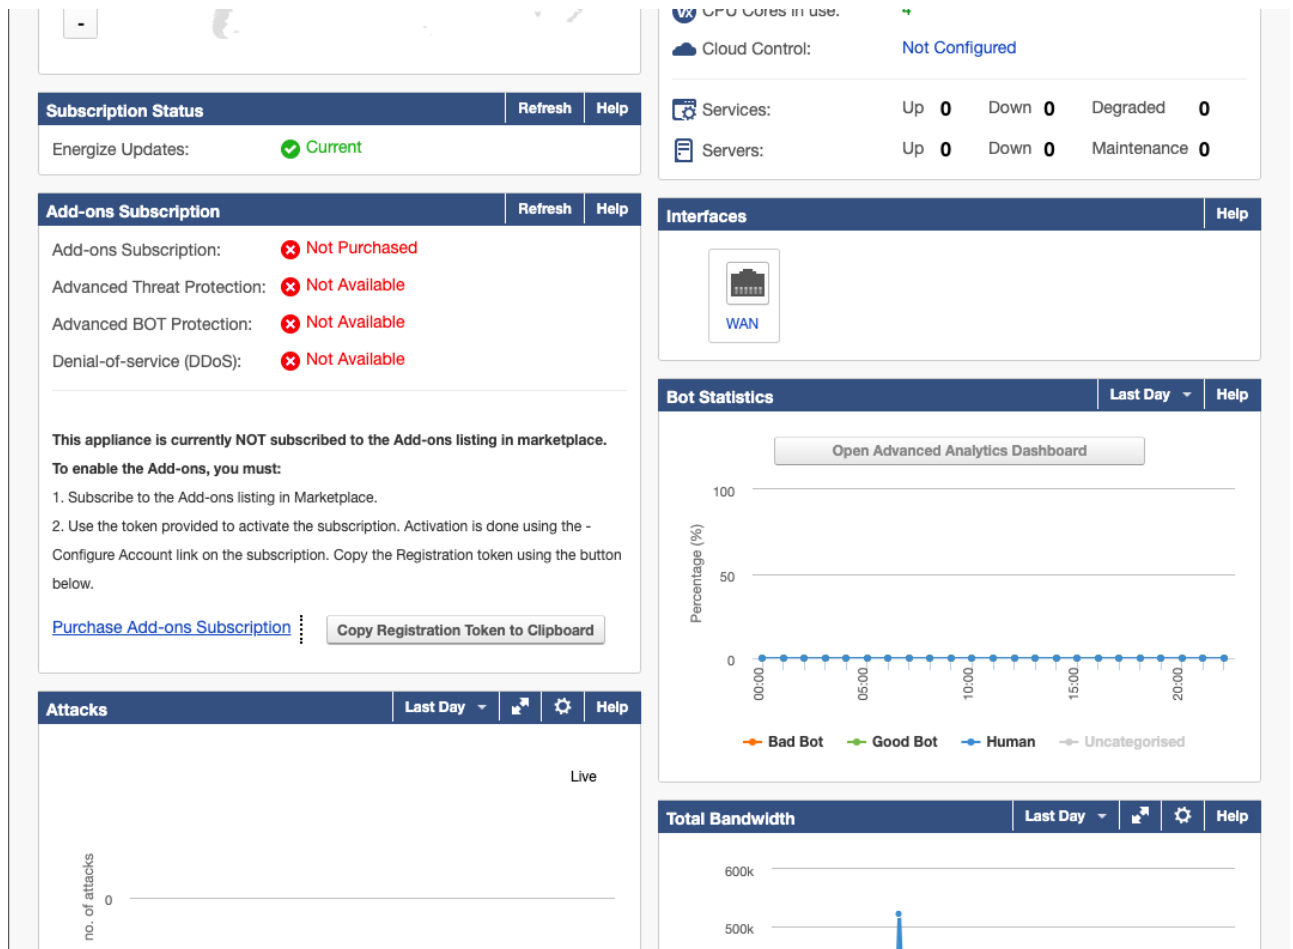 -
Subscription Status Refresh Help
Energize Updates: Current
Add-ons Subscription Refresh Help
Add-ons Subscription: Not Purchased
Advanced Threat Protection: Not Available
Advanced BOT Protection: Not Available
Denial-of-service (DDoS): Not Available
This appliance is currently NOT subscribed to the Add-ons listing in marketplace.
To enable the Add-ons, you must:
1. Subscribe to the Add-ons listing in Marketplace.
2. Use the token provided to activate the subscription. Activation is done using the -
Configure Account link on the subscription. Copy the Registration token using the button
below.
Purchase Add-ons Subscription Copy Registration Token to Clipboard
Attacks Last Day Help
Live
no. of attacks
0
VX CPU Cores in use: 4
Cloud Control: Not Configured
Services: Up 0 Down 0 Degraded 0
Servers: Up 0 Down 0 Maintenance 0
Interfaces Help
WAN
Bot Statistics Last Day Help
Open Advanced Analytics Dashboard
Percentage (%)
100
50
0
00:00 05:00 10:00 15:00 20:00
Bad Bot Good Bot Human Uncategorised
Total Bandwidth Last Day Help
600k
500k